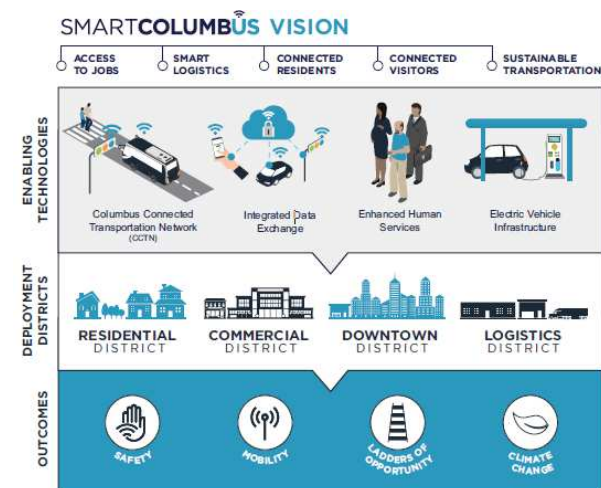 SMARTCOLUMBUS VISION
ACCESS
TO JOBS
SMART
LOGISTICS
CONNECTED
RESIDENTS
CONNECTED
VISITORS
SUSTAINABLE
TRANSPORTATION
ENABLING
TECHNOLOGIES
Columbus Connected
Transportation Network
(CCTN)
Integrated Data
Exchange
Enhanced Human
Services
Electric Vehicle
Infrastructure
DEPLOYMENT
DISTRICTS
RESIDENTIAL
DISTRICT
COMMERCIAL
DISTRICT
DOWNTOWN
DISTRICT
LOGISTICS
DISTRICT
OUTCOMES
SAFETY
MOBILITY
LADDERS OF
OPPORTUNITY
CLIMATE
CHANGE